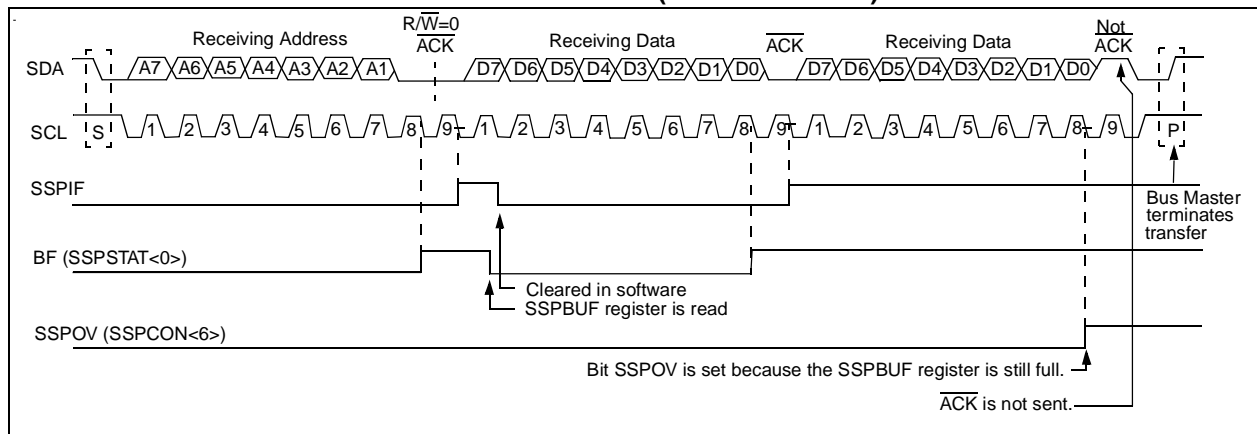 R/W=0
Receiving Address ACK Receiving Data ACK Receiving Data Not ACK
SDA A7 A6 A5 A4 A3 A2 A1 D7 D6 D5 D4 D3 D2 D1 D0 D7 D6 D5 D4 D3 D2 D1 D0
SCL S 1 2 3 4 5 6 7 8 9 1 2 3 4 5 6 7 8 9 1 2 3 4 5 6 7 8 9 P
SSPIF
Bus Master
terminates
transfer
BF (SSPSTAT<0>)
Cleared in software
SSPBUF register is read
SSPOV (SSPCON<6>)
Bit SSPOV is set because the SSPBUF register is still full.
ACK is not sent.